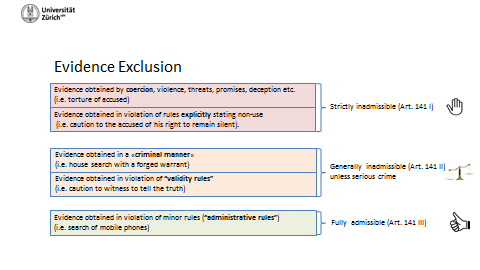 Universität
Zürich UZH
Evidence Exclusion
Evidence obtained by coercion, violence, threats, promises, deception etc.
(i.e. torture of accused)
Strictly inadmissible (Art. 141 I)
Evidence obtained in violation of rules explicitly stating non-use
(i.e. caution to the accused of his right to remain silent).
Evidence obtained in a «criminal manner»
(i.e. house search with a forged warrant)
Generally inadmissible (Art. 141 II)
unless serious crime
Evidence obtained in violation of "validity rules"
(i.e. caution to witness to tell the truth)
Evidence obtained in violation of minor rules ("administrative rules")
(i.e. search of mobile phones)
Fully admissible (Art. 141 III)